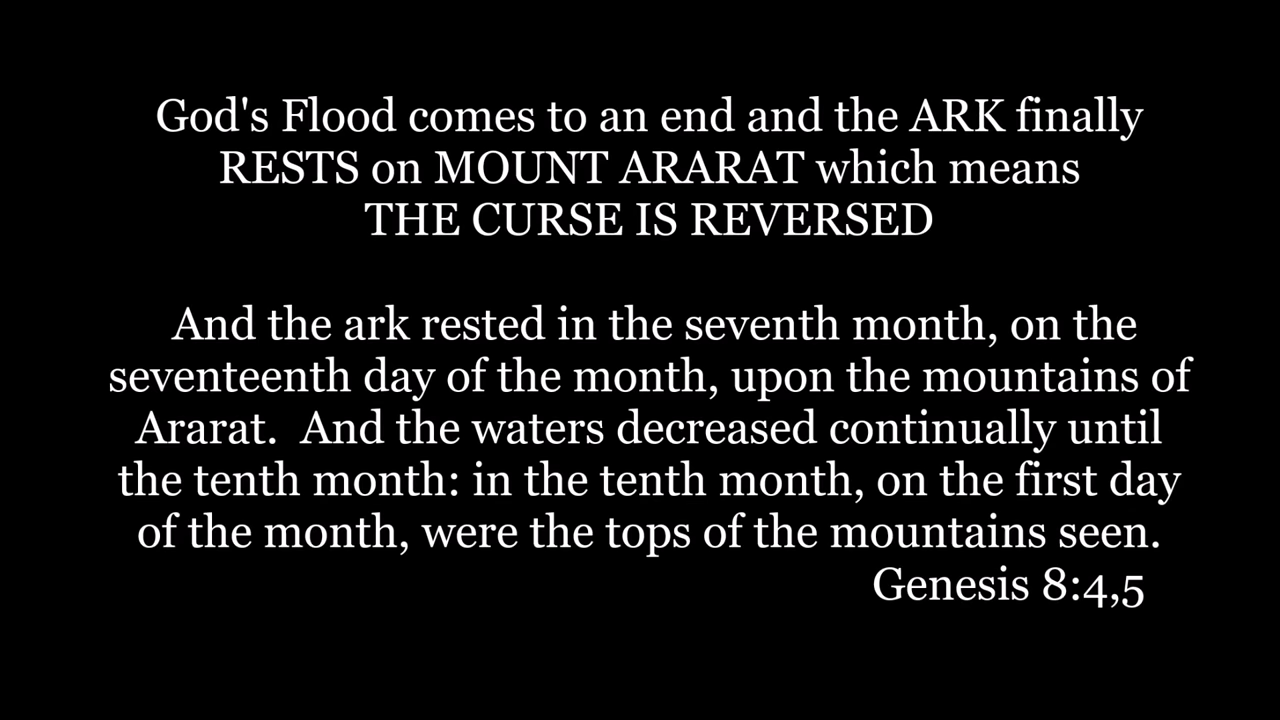 God's Flood comes to an end and the ARK finally
RESTS on MOUNT ARARAT which means
THE CURSE IS REVERSED
And the ark rested in the seventh month, on the
seventeenth day of the month, upon the mountains of
Ararat.  And the waters decreased continually until
the tenth month: in the tenth month, on the first day
of the month, were the tops of the mountains seen.
Genesis 8:4,5